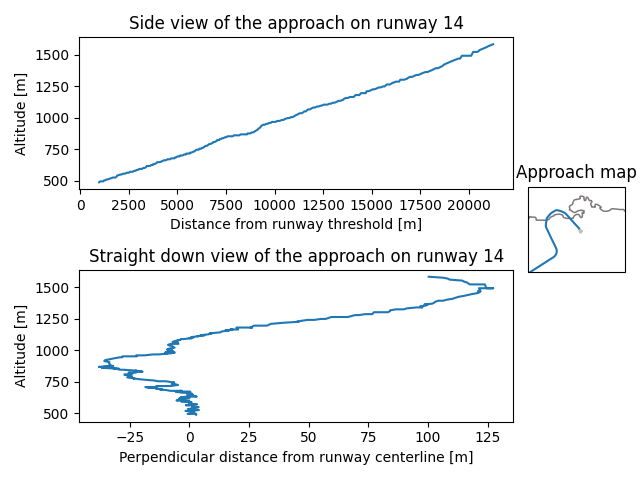 Side view of the approach on runway 14
Altitude [m]
1500
1250
1000
750
500
0 2500 5000 7500 10000 12500 15000 17500 20000
Distance from runway threshold [m]
Approach map
Straight down view of the approach on runway 14
Altitude [m]
1500
1250
1000
750
500
−25 0 25 50 75 100 125
Perpendicular distance from runway centerline [m]